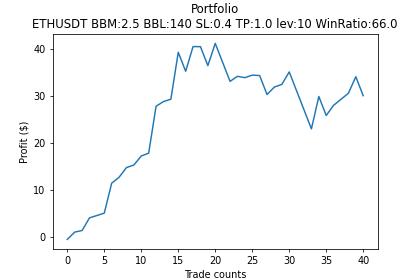 Portfolio
ETHUSDT BBM:2.5 BBL:140 SL:0.4 TP:1.0 lev:10 WinRatio:66.0
40
30
20
10
0
Profit ($)
0 5 10 15 20 25 30 35 40
Trade counts